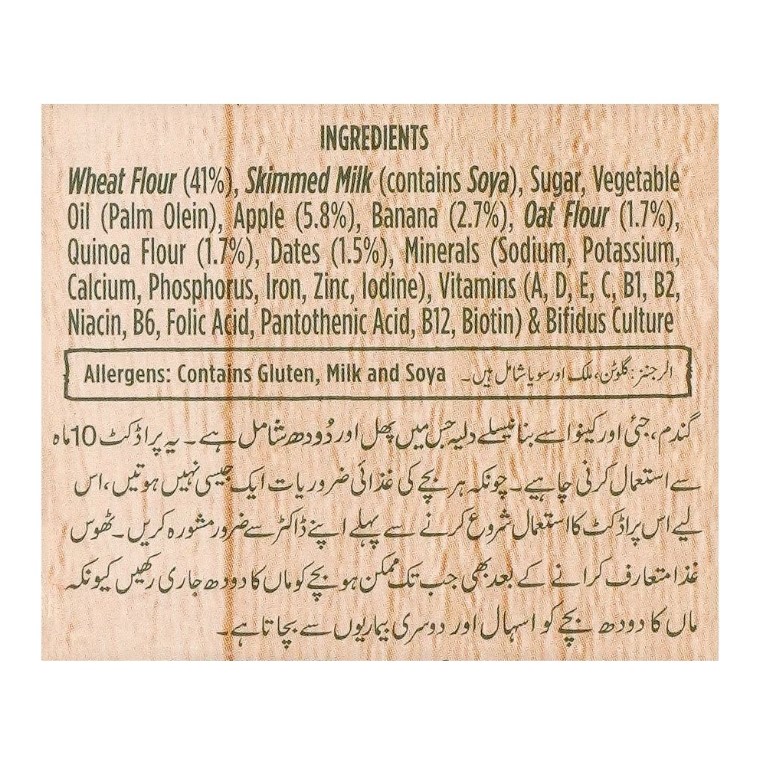 INGREDIENTS
Wheat Flour (41%), Skimmed Milk (contains Soya), Sugar, Vegetable
Oil (Palm Olein), Apple (5.8%), Banana (2.7%), Oat Flour (1.7%),
Quinoa Flour (1.7%), Dates (1.5%), Minerals (Sodium, Potassium,
Calcium, Phosphorus, Iron, Zinc, Iodine), Vitamins (A, D, E, C, B1, B2,
Niacin, B6, Folic Acid, Pantothenic Acid, B12, Biotin) & Bifidus Culture
Allergens: Contains Gluten, Milk and Soya الرجنز: گلوٹن، ملک اور سویا شامل ہیں۔
گندم، جئی اور کینوا سے بنا نیسلے دلیہ جس میں پھل اور دُودھ شامل ہے۔ یہ پراڈکٹ 10 ماہ
سے استعمال کرنی چاہیے۔ چونکہ ہر بچے کی غذائی ضروریات ایک جیسی نہیں ہوتیں، اس
لیے اس پراڈکٹ کا استعمال شروع کرنے سے پہلے اپنے ڈاکٹر سے ضرور مشورہ کریں۔ ٹھوس
غذا متعارف کرانے کے بعد بھی جب تک ممکن ہو بچے کو ماں کا دودھ جاری رکھیں کیونکہ
ماں کا دودھ بچے کو اسہال اور دوسری بیماریوں سے بچاتا ہے۔